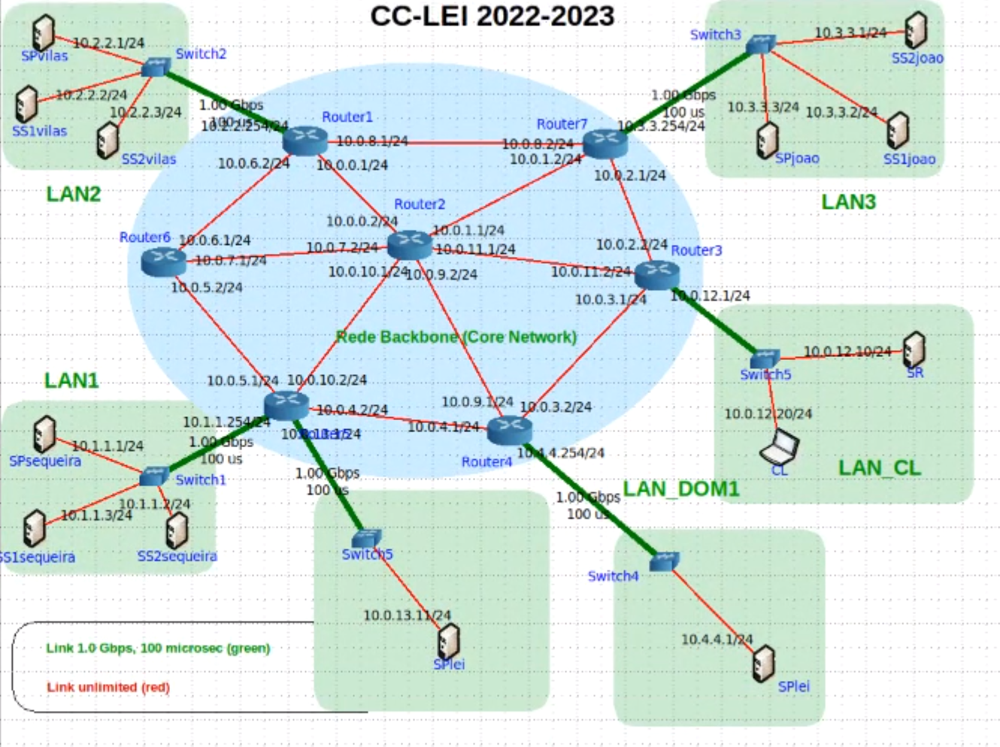 CC-LEI 2022-2023
SPvilas
10.2.2.1/24
Switch2
10.2.2.2/24
SS1vilas
10.2.2.3/24
SS2vilas
LAN2
1.00 Gbps
100 us
10.2.2.254/24
Router1
10.0.8.1/24
10.0.6.2/24
10.0.0.1/24
Router7
10.0.8.2/24
10.0.1.2/24
10.0.2.1/24
1.00 Gbps
100 us
10.3.3.254/24
Switch3
10.3.3.1/24
SS2joao
10.3.3.3/24
10.3.3.2/24
SPjoao
SS1joao
LAN3
Router2
10.0.0.2/24
10.0.1.1/24
10.0.7.2/24
10.0.11.1/24
10.0.10.1/24
10.0.9.2/24
Router6
10.0.6.1/24
10.0.7.1/24
10.0.5.2/24
10.0.2.2/24
Router3
10.0.11.2/24
10.0.3.1/24
10.0.12.1/24
Rede Backbone (Core Network)
10.0.12.10/24
Switch5
SR
10.0.12.20/24
CL
LAN_CL
LAN1
10.0.5.1/24
10.0.10.2/24
10.0.4.2/24
10.1.1.254/24
Router5
1.00 Gbps
100 us
10.0.9.1/24
10.0.3.2/24
10.0.4.1/24
Router4
10.4.4.254/24
SPsequeira
10.1.1.1/24
Switch1
10.1.1.2/24
10.1.1.3/24
SS1sequeira
SS2sequeira
1.00 Gbps
100 us
Switch5
10.0.13.11/24
SPlei
LAN_DOM1
1.00 Gbps
100 us
Switch4
10.4.4.1/24
SPlei
Link 1.0 Gbps, 100 microsec (green)
Link unlimited (red)